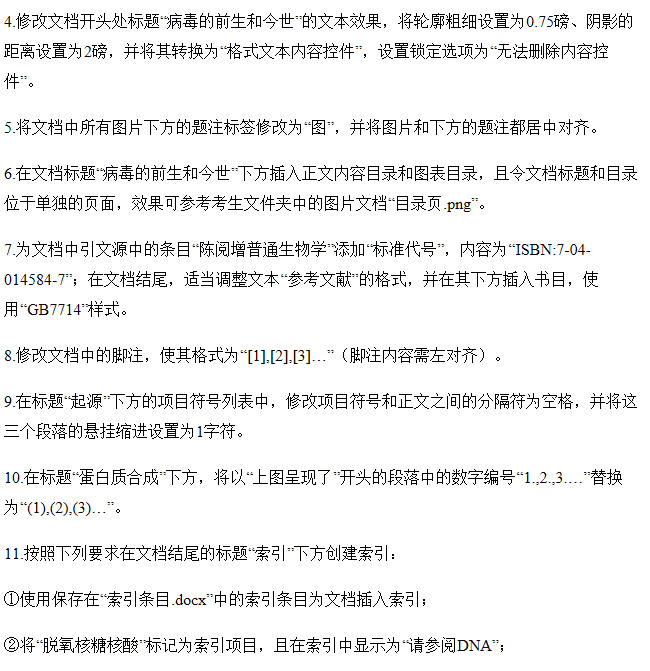 4.修改文档开头处标题“病毒的前生和今世”的文本效果，将轮廓粗细设置为0.75磅、阴影的
距离设置为2磅，并将其转换为“格式文本内容控件”，设置锁定选项为“无法删除内容控
件”。
5.将文档中所有图片下方的题注标签修改为“图”，并将图片和下方的题注都居中对齐。
6.在文档标题“病毒的前生和今世”下方插入正文内容目录和图表目录，且令文档标题和目录
位于单独的页面，效果可参考考生文件夹中的图片文档“目录页.png”。
7.为文档中引文源中的条目“陈阅增普通生物学”添加“标准代号”，内容为“ISBN:7-04-
014584-7”；在文档结尾，适当调整文本“参考文献”的格式，并在其下方插入书目，使
用“GB7714”样式。
8.修改文档中的脚注，使其格式为“[1],[2],[3]…”（脚注内容需左对齐）。
9.在标题“起源”下方的项目符号列表中，修改项目符号和正文之间的分隔符为空格，并将这
三个段落的悬挂缩进设置为1字符。
10.在标题“蛋白质合成”下方，将以“上图呈现了”开头的段落中的数字编号“1.,2.,3.…”替换
为“(1),(2),(3)…”。
11.按照下列要求在文档结尾的标题“索引”下方创建索引：
①使用保存在“索引条目.docx”中的索引条目为文档插入索引；
②将“脱氧核糖核酸”标记为索引项目，且在索引中显示为“请参阅DNA”；